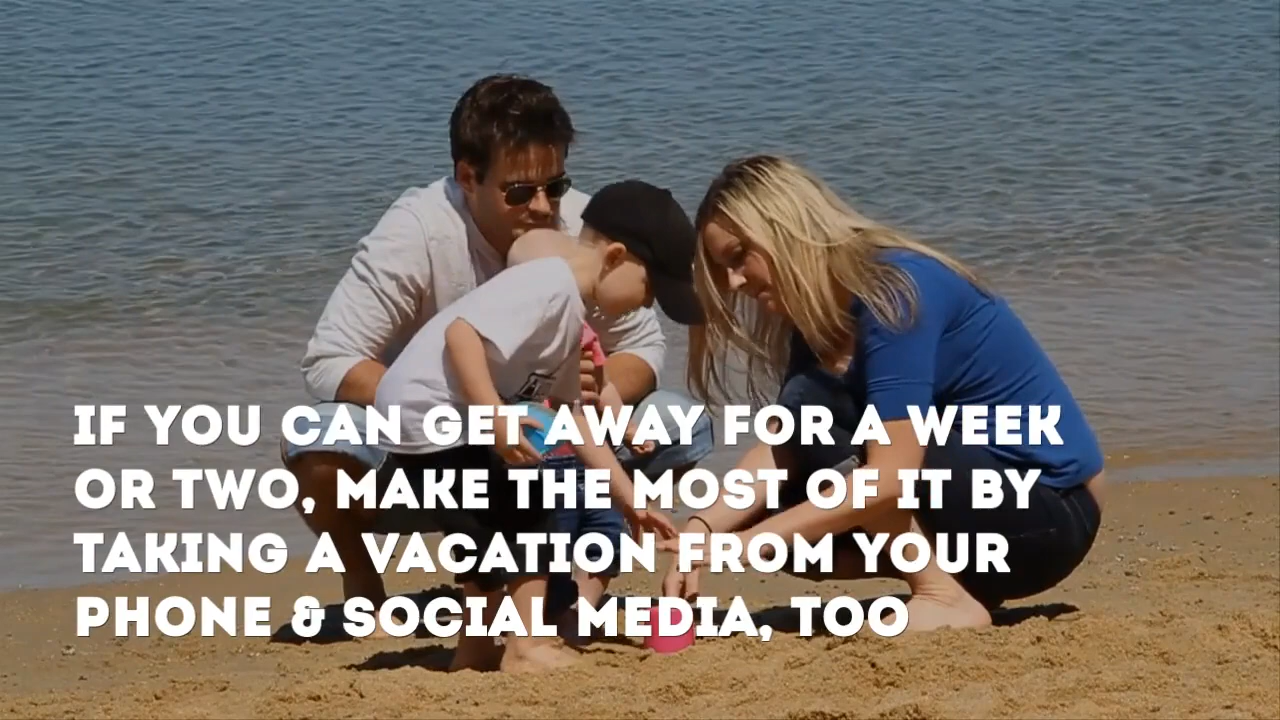 IF YOU CAN GET AWAY FOR A WEEK
OR TWO, MAKE THE MOST OF IT BY
TAKING A VACATION FROM YOUR
PHONE & SOCIAL MEDIA, TOO